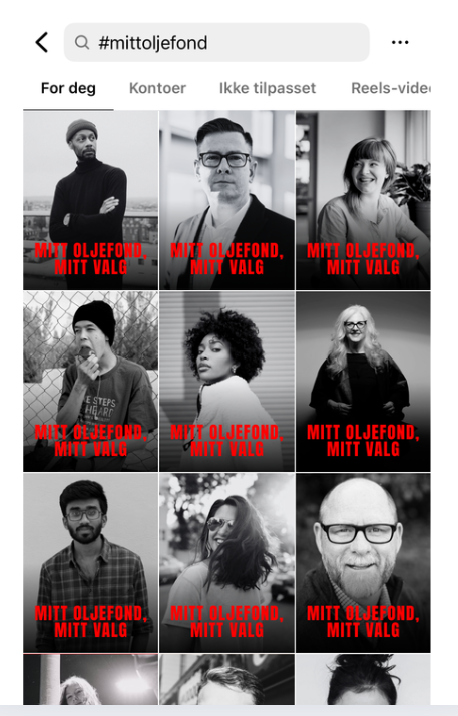 #mittoljefond
For deg
Kontoer
Ikke tilpasset
Reels-vide
MITT OLJEFOND,
MITT VALG
MITT OLJEFOND,
MITT VALG
MITT OLJEFOND,
MITT VALG
E STEPS
HEART
MITT OLJEFOND,
MITT VALG
MITT OLJEFOND,
MITT VALG
MITT OLJEFOND,
MITT VALG
MITT OLJEFOND,
MITT VALG
MITT OLJEFOND,
MITT VALG
MITT OLJEFOND,
MITT VALG